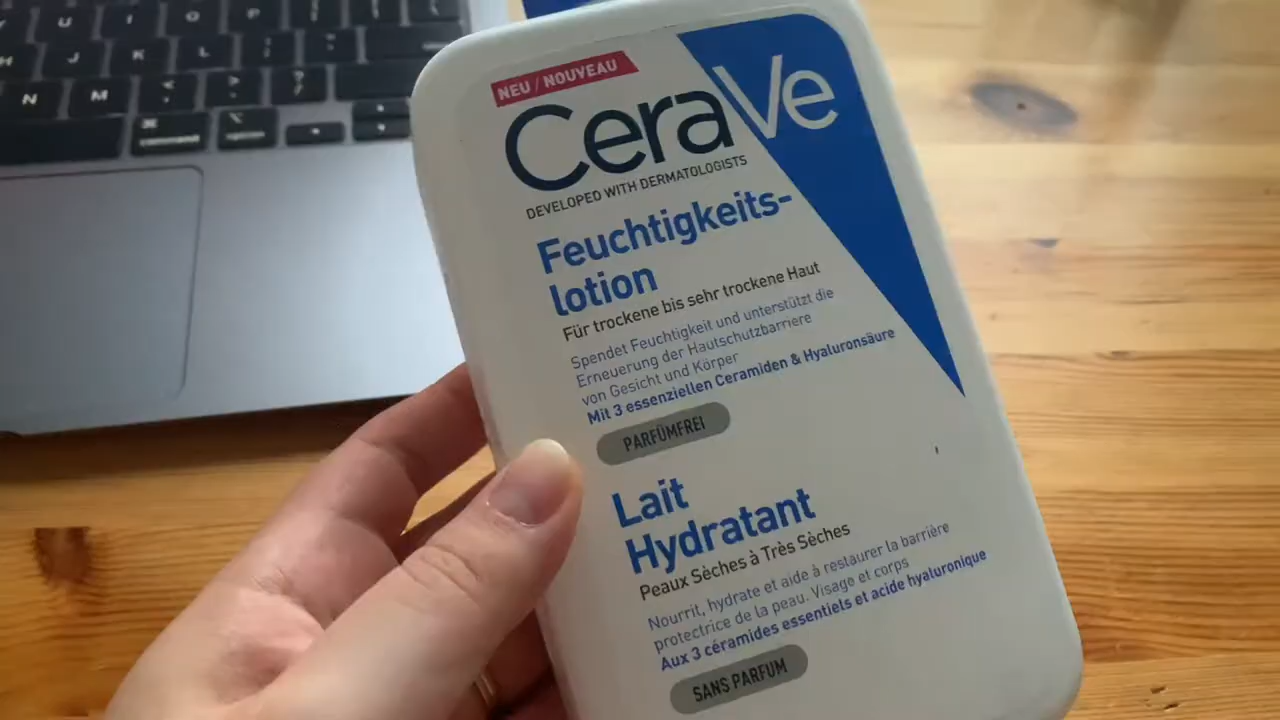 U I O P
H J K L
N M < >
command option
NEU / NOUVEAU
CeraVe
DEVELOPED WITH DERMATOLOGISTS
Feuchtigkeits-
lotion
Für trockene bis sehr trockene Haut
Spendet Feuchtigkeit und unterstützt die
Erneuerung der Hautschutzbarriere
von Gesicht und Körper
Mit 3 essenziellen Ceramiden & Hyaluronsäure
PARFÜMFREI
Lait
Hydratant
Peaux Sèches à Très Sèches
Nourrit, hydrate et aide à restaurer la barrière
protectrice de la peau. Visage et corps
Aux 3 céramides essentiels et acide hyaluronique
SANS PARFUM